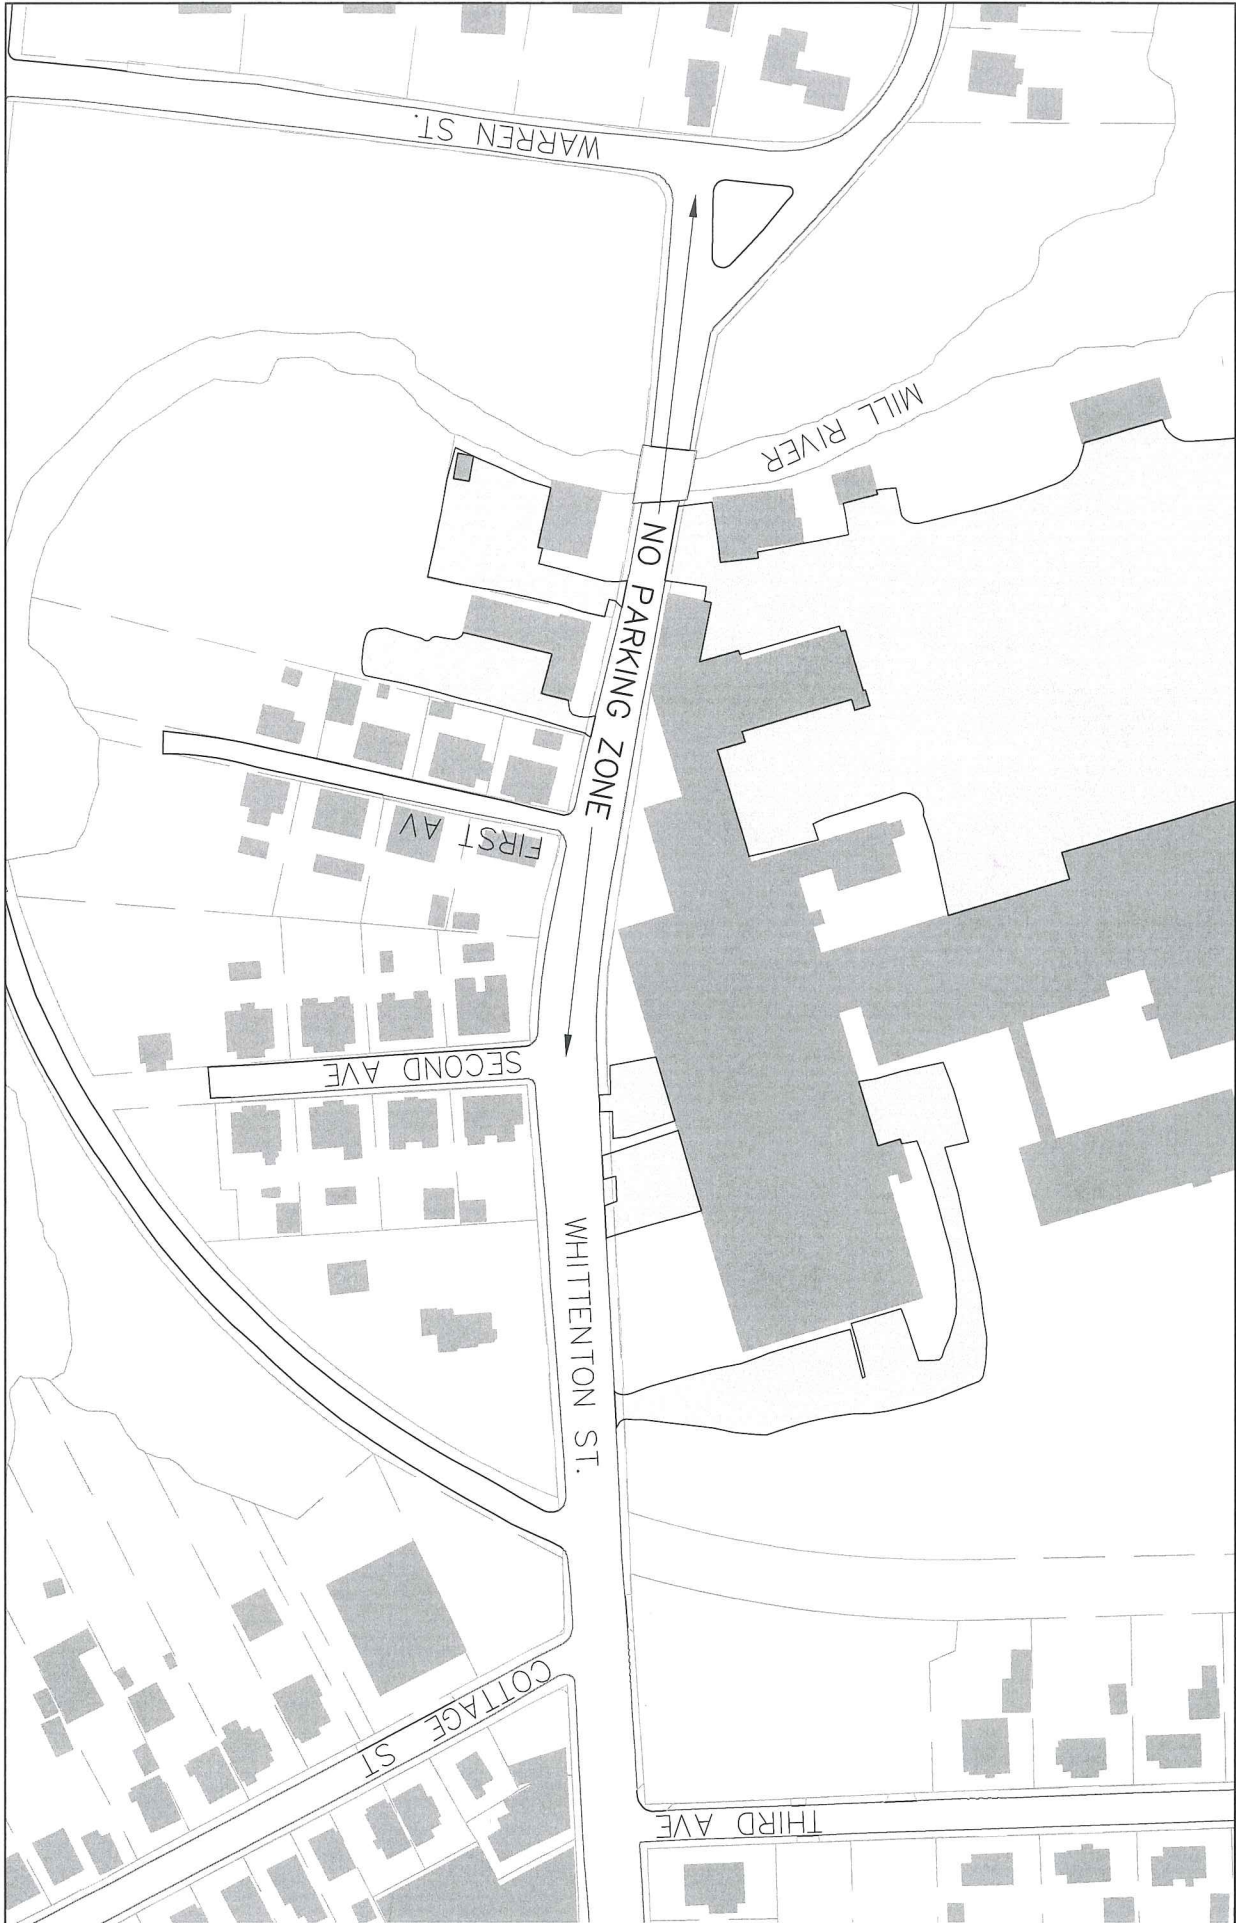 WARREN ST.
MILL RIVER
NO PARKING ZONE
FIRST AV
SECOND AVE
WHITTENTON ST.
COTTAGE ST
THIRD AVE